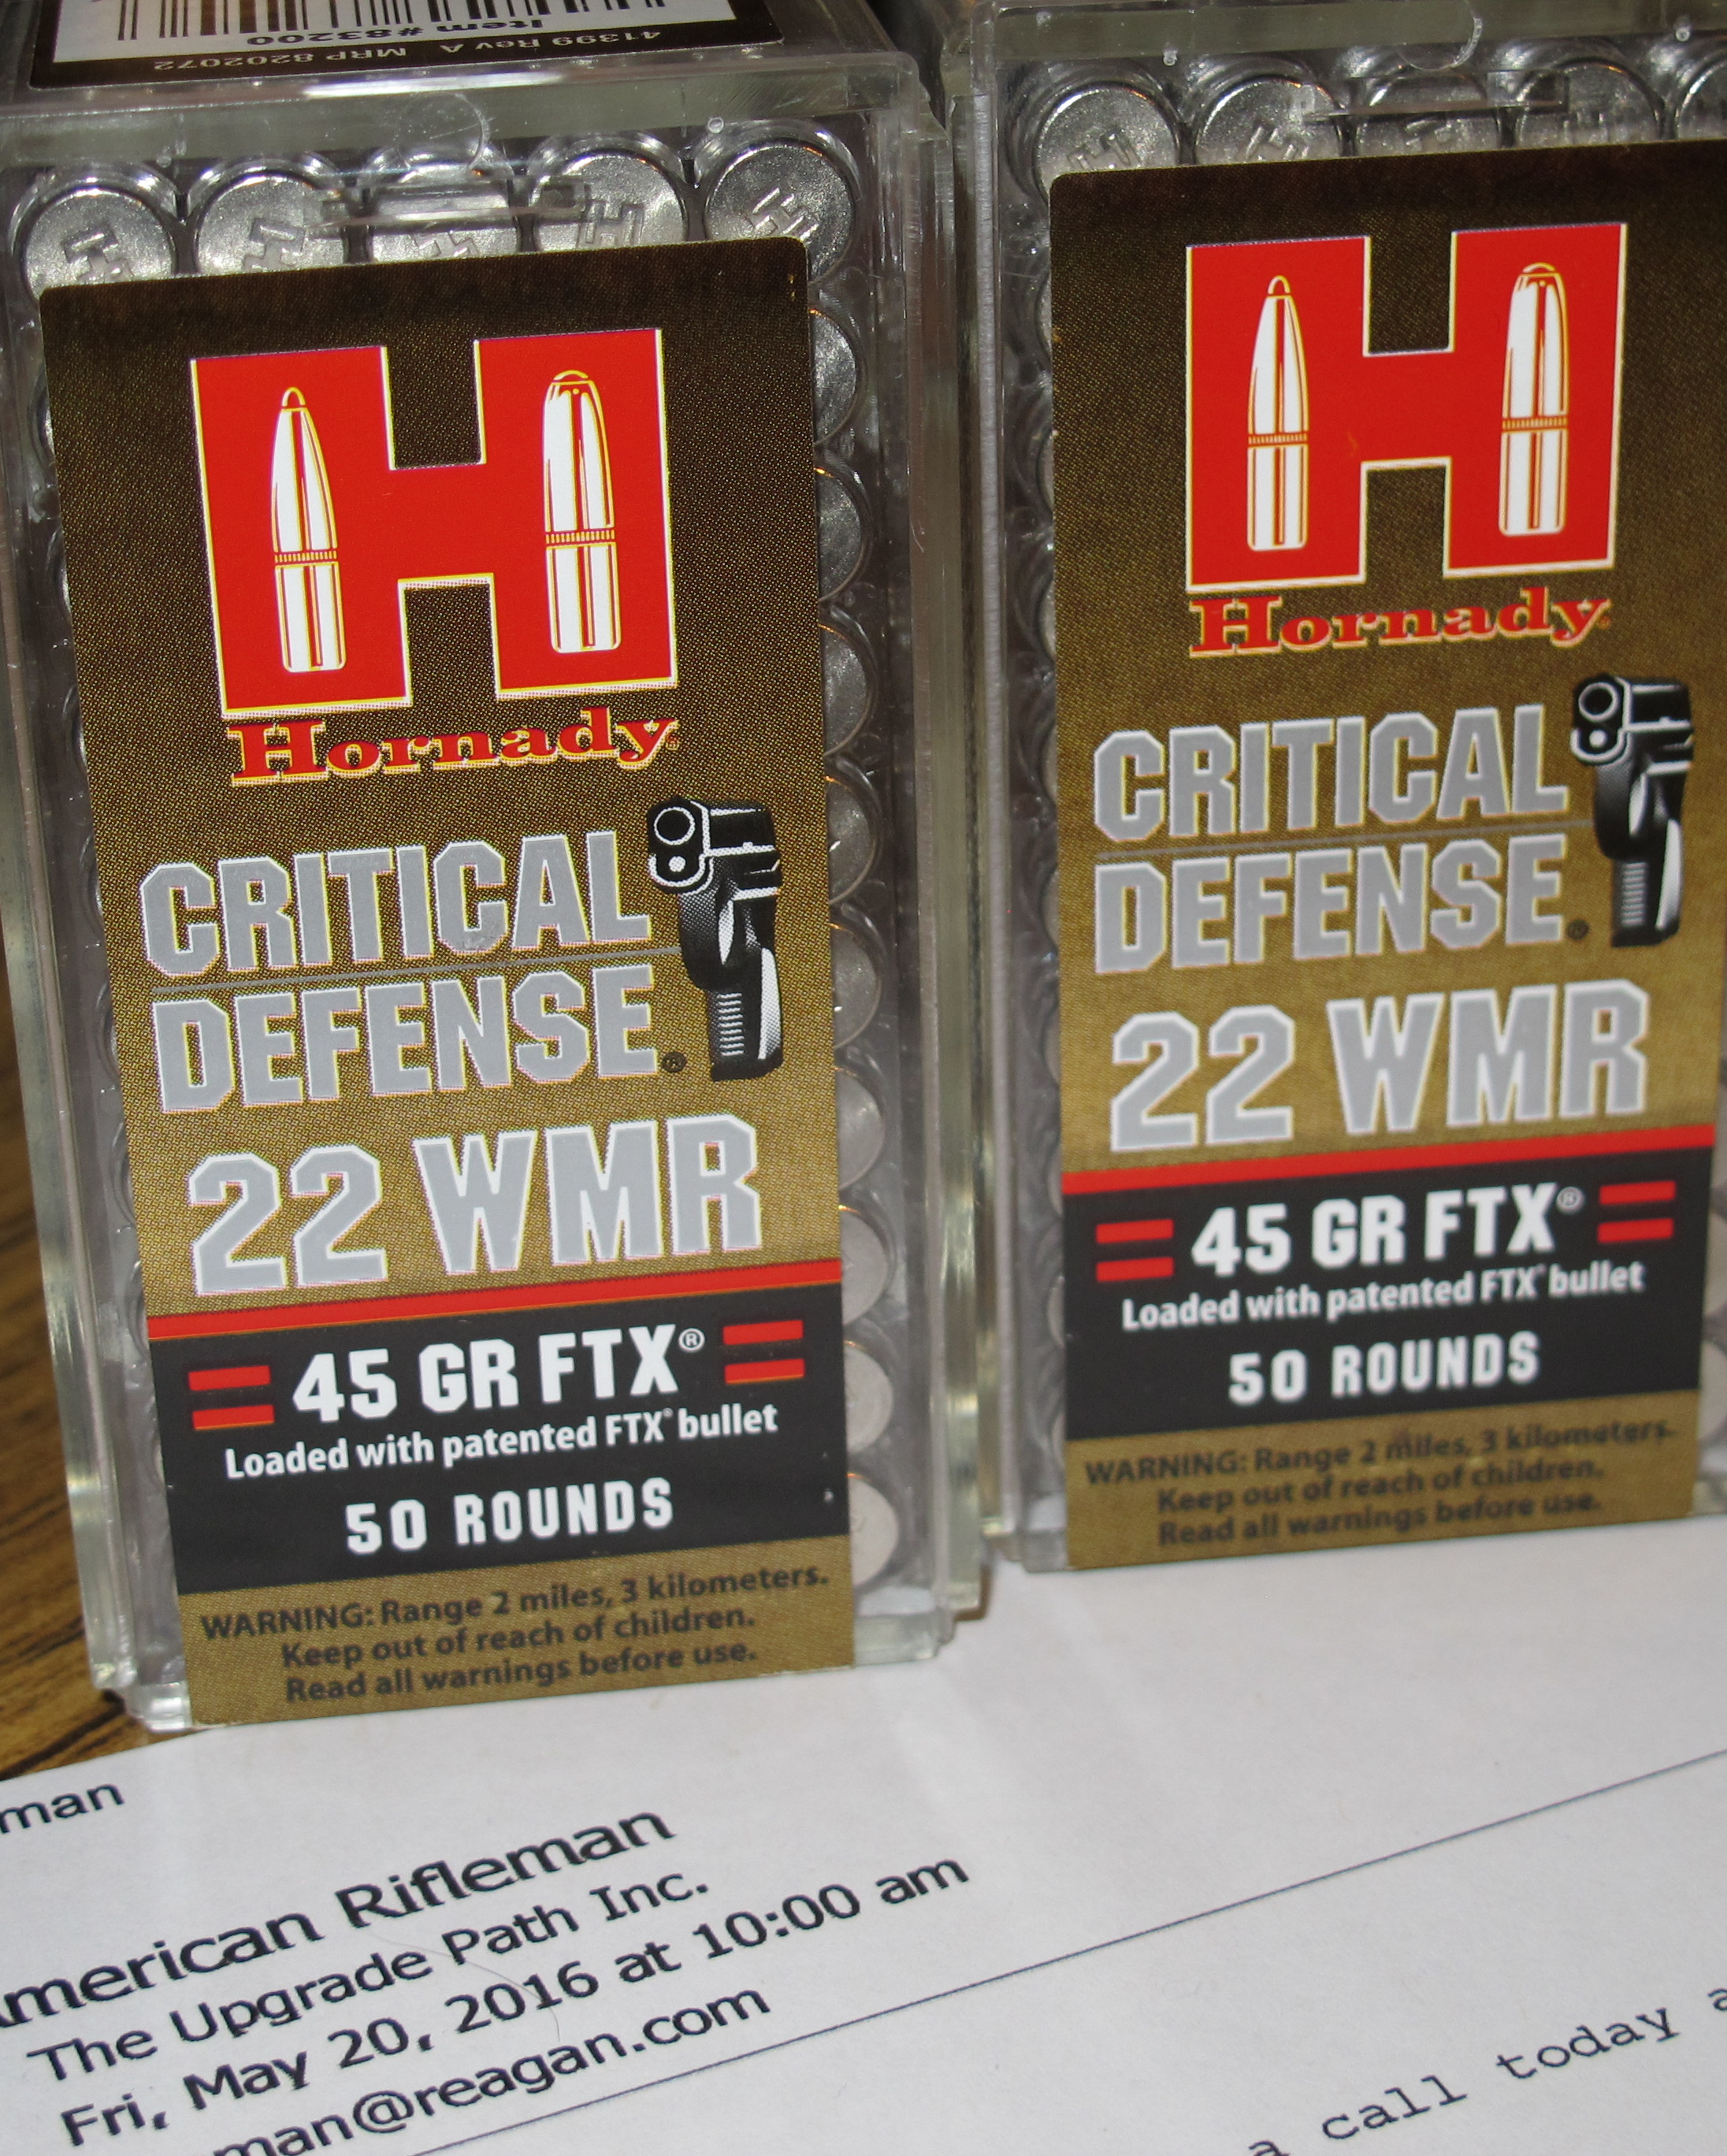 41399 Rev A MRP 8202072
Item #83200
H
Hornady
CRITICAL
DEFENSE®
22 WMR
45 GR FTX®
Loaded with patented FTX® bullet
50 ROUNDS
WARNING: Range 2 miles, 3 kilometers.
Keep out of reach of children.
Read all warnings before use.
H
Hornady
CRITICAL
DEFENSE®
22 WMR
45 GR FTX®
Loaded with patented FTX® bullet
50 ROUNDS
WARNING: Range 2 miles, 3 kilometers.
Keep out of reach of children.
Read all warnings before use.
man
American Rifleman
The Upgrade Path Inc.
Fri, May 20, 2016 at 10:00 am
man@reagan.com
a call today a